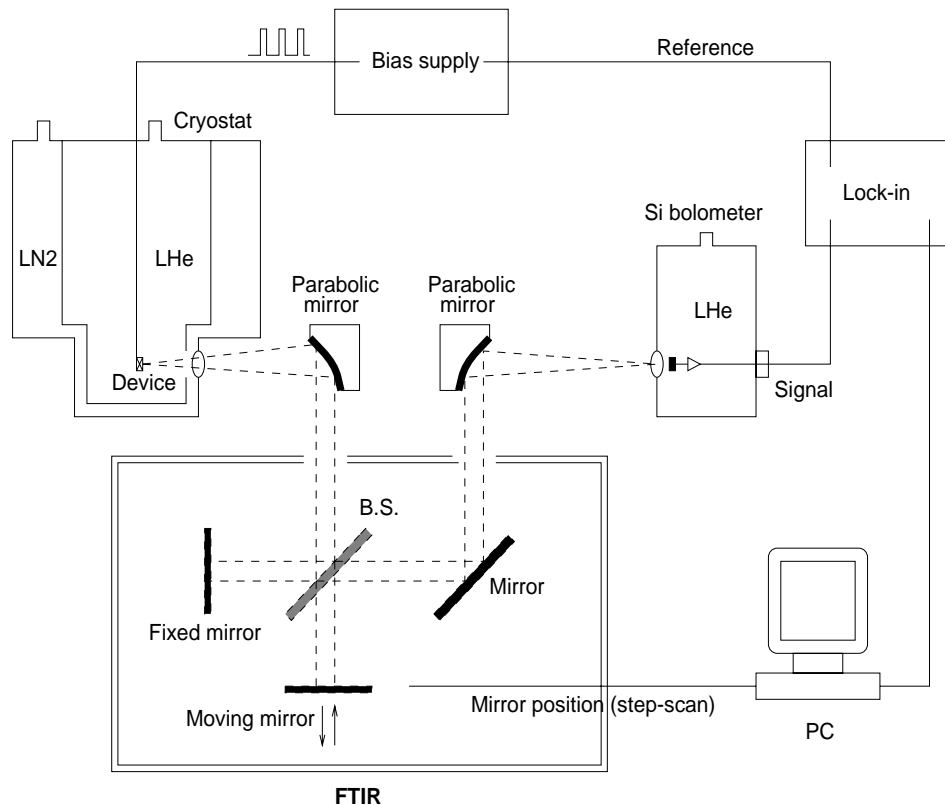 Bias supply
Reference
Cryostat
Lock-in
Si bolometer
LN2
LHe
Parabolic
mirror
Parabolic
mirror
LHe
Device
Signal
B.S.
Mirror
Fixed mirror
Moving mirror
Mirror position (step-scan)
PC
FTIR